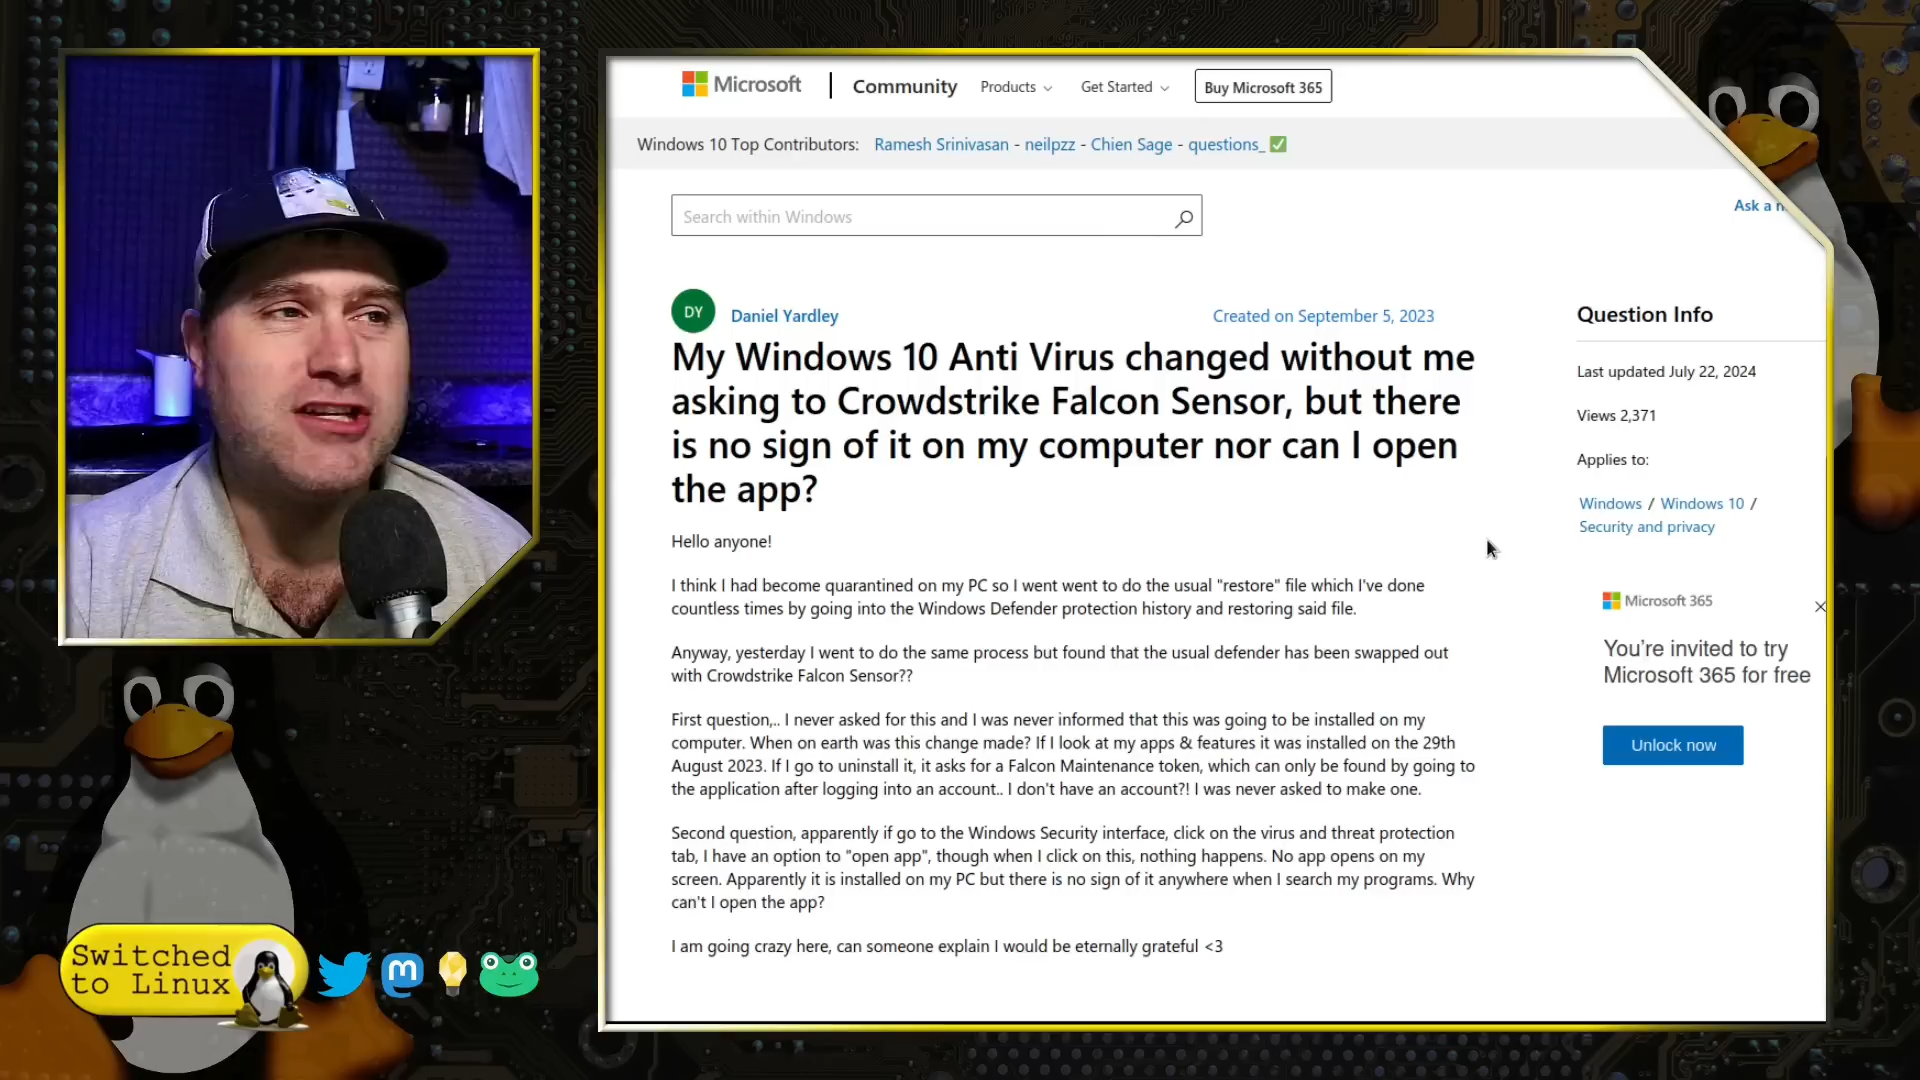 Microsoft
Community
Products
Get Started
Buy Microsoft 365
Windows 10 Top Contributors: Ramesh Srinivasan - neilpzz - Chien Sage - questions_ ✅
Search within Windows
Ask a
DY
Daniel Yardley
Created on September 5, 2023
My Windows 10 Anti Virus changed without me
asking to Crowdstrike Falcon Sensor, but there
is no sign of it on my computer nor can I open
the app?
Hello anyone!
I think I had become quarantined on my PC so I went went to do the usual "restore" file which I've done
countless times by going into the Windows Defender protection history and restoring said file.
Anyway, yesterday I went to do the same process but found that the usual defender has been swapped out
with Crowdstrike Falcon Sensor??
First question,.. I never asked for this and I was never informed that this was going to be installed on my
computer. When on earth was this change made? If I look at my apps & features it was installed on the 29th
August 2023. If I go to uninstall it, it asks for a Falcon Maintenance token, which can only be found by going to
the application after logging into an account.. I don't have an account?! I was never asked to make one.
Second question, apparently if go to the Windows Security interface, click on the virus and threat protection
tab, I have an option to "open app", though when I click on this, nothing happens. No app opens on my
screen. Apparently it is installed on my PC but there is no sign of it anywhere when I search my programs. Why
can't I open the app?
I am going crazy here, can someone explain I would be eternally grateful <3
Question Info
Last updated July 22, 2024
Views 2,371
Applies to:
Windows / Windows 10 /
Security and privacy
Microsoft 365
You're invited to try
Microsoft 365 for free
Unlock now
Switched
to Linux